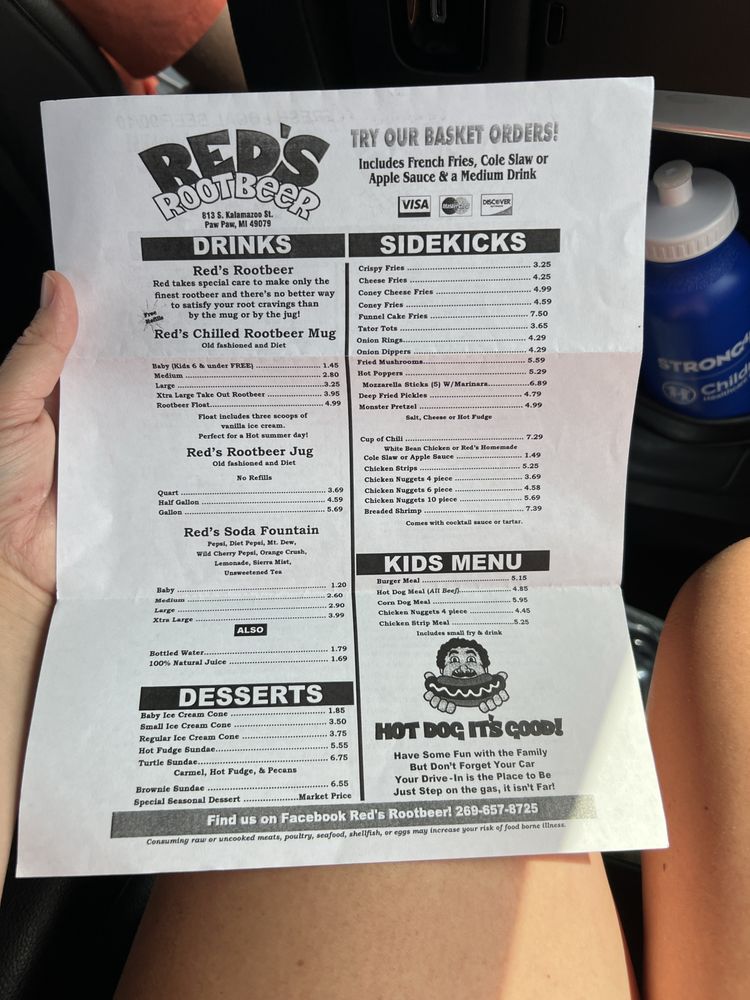 RED'S
ROOTBEER
813 S. Kalamazoo St.
Paw Paw, MI 49079
TRY OUR BASKET ORDERS!
Includes French Fries, Cole Slaw or
Apple Sauce & a Medium Drink
VISA
MasterCard
DISCOVER
DRINKS
Red's Rootbeer
Red takes special care to make only the
finest rootbeer and there's no better way
to satisfy your root cravings than
by the mug or by the jug!
Free
Refills
Red's Chilled Rootbeer Mug
Old fashioned and Diet
Baby (Kids 6 & under FREE) 1.45
Medium 2.80
Large 3.25
Xtra Large Take Out Rootbeer 3.95
Rootbeer Float 4.99
Float includes three scoops of
vanilla ice cream.
Perfect for a Hot summer day!
Red's Rootbeer Jug
Old fashioned and Diet
No Refills
Quart 3.69
Half Gallon 4.59
Gallon 5.69
Red's Soda Fountain
Pepsi, Diet Pepsi, Mt. Dew,
Wild Cherry Pepsi, Orange Crush,
Lemonade, Sierra Mist,
Unsweetened Tea
Baby 1.20
Medium 2.60
Large 2.90
Xtra Large 3.99
ALSO
Bottled Water 1.79
100% Natural Juice 1.69
DESSERTS
Baby Ice Cream Cone 1.85
Small Ice Cream Cone 3.50
Regular Ice Cream Cone 3.75
Hot Fudge Sundae 5.55
Turtle Sundae 6.75
Carmel, Hot Fudge, & Pecans
Brownie Sundae 6.55
Special Seasonal Dessert Market Price
SIDEKICKS
Crispy Fries 3.25
Cheese Fries 4.25
Coney Cheese Fries 4.99
Coney Fries 4.59
Funnel Cake Fries 7.50
Tator Tots 3.65
Onion Rings 4.29
Onion Dippers 4.29
Fried Mushrooms 5.59
Hot Poppers 5.29
Mozzarella Sticks (5) W/Marinara 6.89
Deep Fried Pickles 4.79
Monster Pretzel 4.99
Salt, Cheese or Hot Fudge
Cup of Chili 7.29
White Bean Chicken or Red's Homemade
Cole Slaw or Apple Sauce 1.49
Chicken Strips 5.25
Chicken Nuggets 4 piece 3.69
Chicken Nuggets 6 piece 4.58
Chicken Nuggets 10 piece 5.69
Breaded Shrimp 7.39
Comes with cocktail sauce or tartar.
KIDS MENU
Burger Meal 5.15
Hot Dog Meal (All Beef) 4.85
Corn Dog Meal 5.95
Chicken Nuggets 4 piece 4.45
Chicken Strip Meal 5.25
Includes small fry & drink
HOT DOG IT'S GOOD!
Have Some Fun with the Family
But Don't Forget Your Car
Your Drive-In is the Place to Be
Just Step on the gas, it isn't Far!
Find us on Facebook Red's Rootbeer! 269-657-8725
Consuming raw or uncooked meats, poultry, seafood, shellfish, or eggs may increase your risk of food borne illness.
STRONG